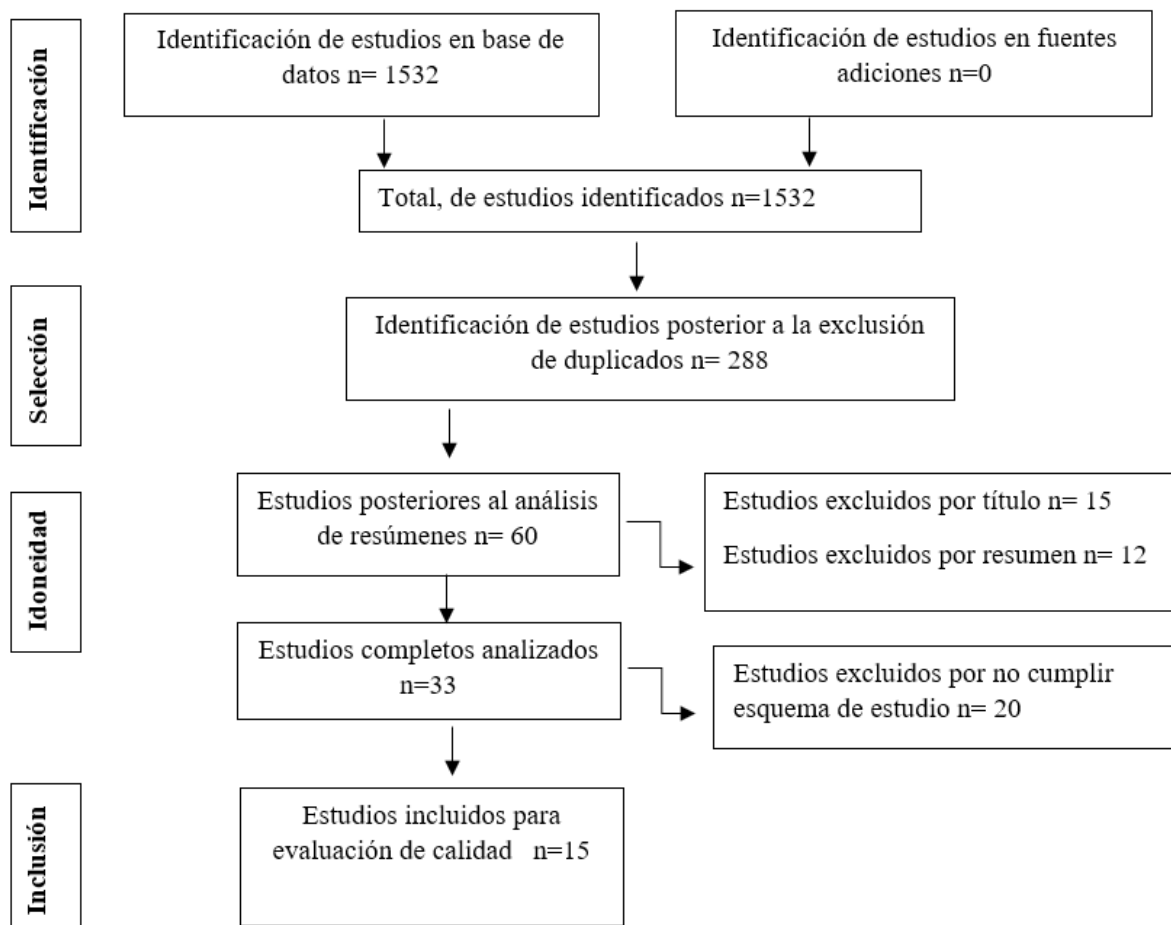 Identificación
Identificación de estudios en base de
datos n= 1532
Identificación de estudios en fuentes
adiciones n=0
Total, de estudios identificados n=1532
Selección
Identificación de estudios posterior a la exclusión
de duplicados n= 288
Idoneidad
Estudios posteriores al análisis
de resúmenes n= 60
Estudios excluidos por título n= 15
Estudios excluidos por resumen n= 12
Estudios completos analizados
n=33
Estudios excluidos por no cumplir
esquema de estudio n= 20
Inclusión
Estudios incluidos para
evaluación de calidad n=15